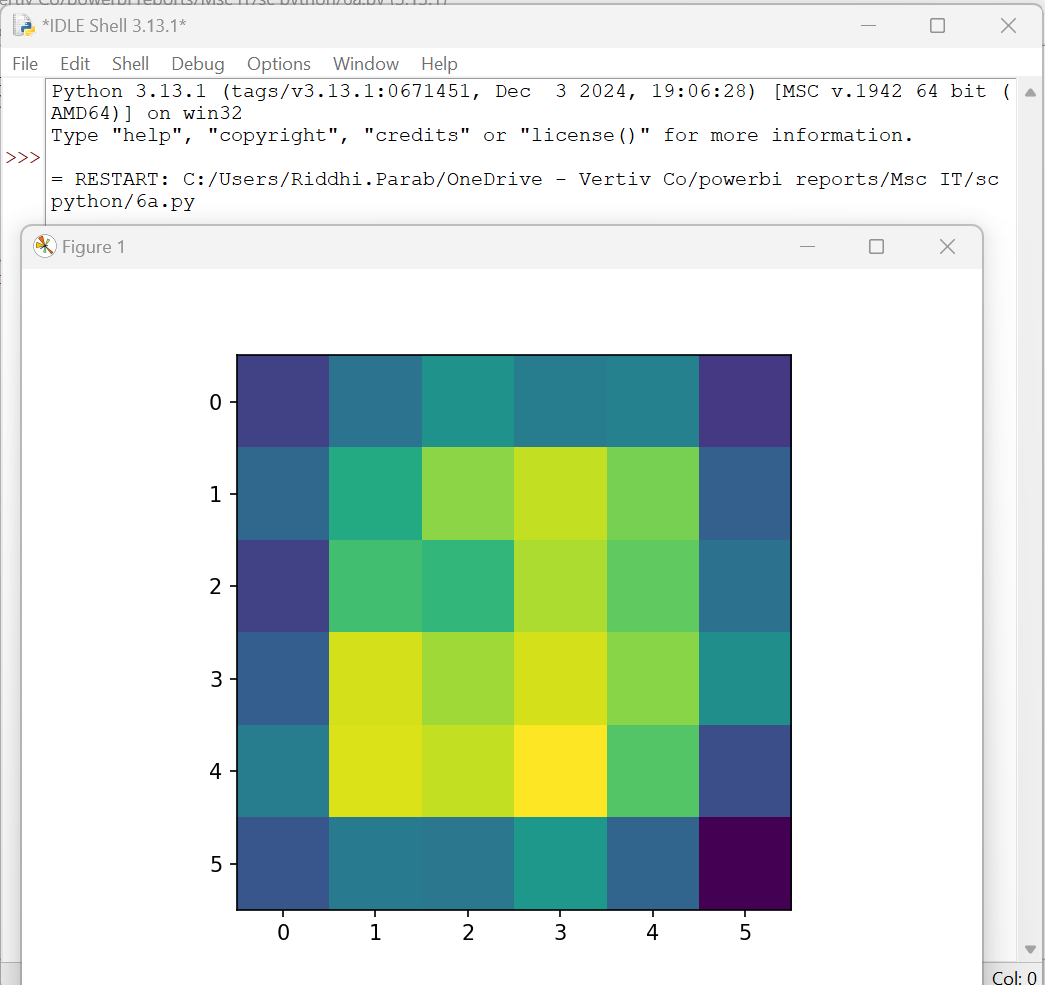 *IDLE Shell 3.13.1*
File Edit Shell Debug Options Window Help
Python 3.13.1 (tags/v3.13.1:0671451, Dec  3 2024, 19:06:28) [MSC v.1942 64 bit (
AMD64)] on win32
Type "help", "copyright", "credits" or "license()" for more information.
>>>
= RESTART: C:/Users/Riddhi.Parab/OneDrive - Vertiv Co/powerbi reports/Msc IT/sc
python/6a.py
Figure 1
0
1
2
3
4
5
0 1 2 3 4 5
Col: 0